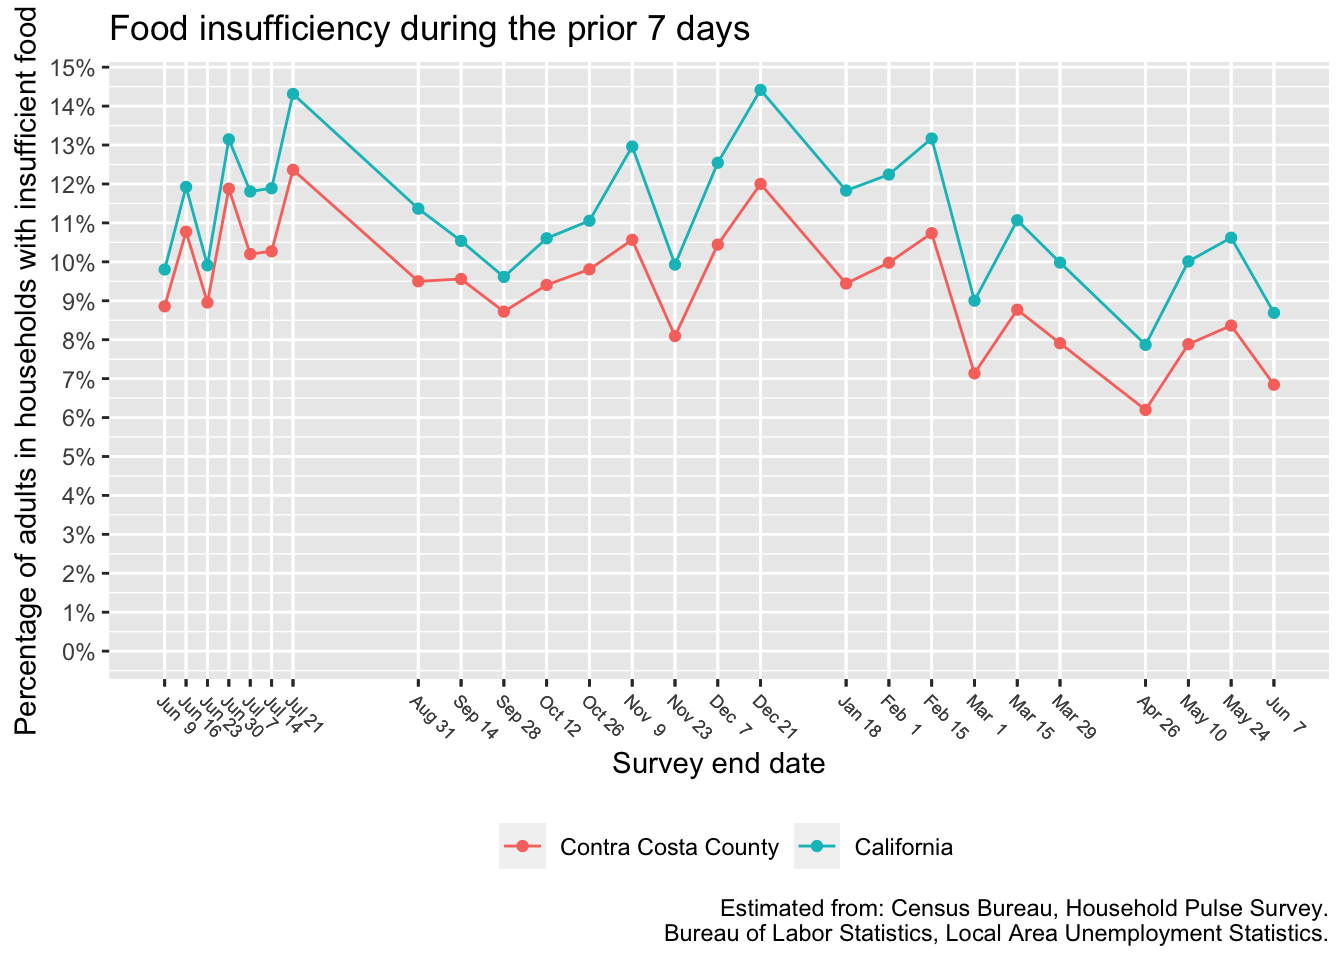 Food insufficiency during the prior 7 days
Percentage of adults in households with insufficient food
15%
14%
13%
12%
11%
10%
9%
8%
7%
6%
5%
4%
3%
2%
1%
0%
Jun 9
Jun 16
Jun 23
Jun 30
Jul 7
Jul 14
Jul 21
Aug 31
Sep 14
Sep 28
Oct 12
Oct 26
Nov 9
Nov 23
Dec 7
Dec 21
Jan 18
Feb 1
Feb 15
Mar 1
Mar 15
Mar 29
Apr 26
May 10
May 24
Jun 7
Survey end date
Contra Costa County
California
Estimated from: Census Bureau, Household Pulse Survey.
Bureau of Labor Statistics, Local Area Unemployment Statistics.